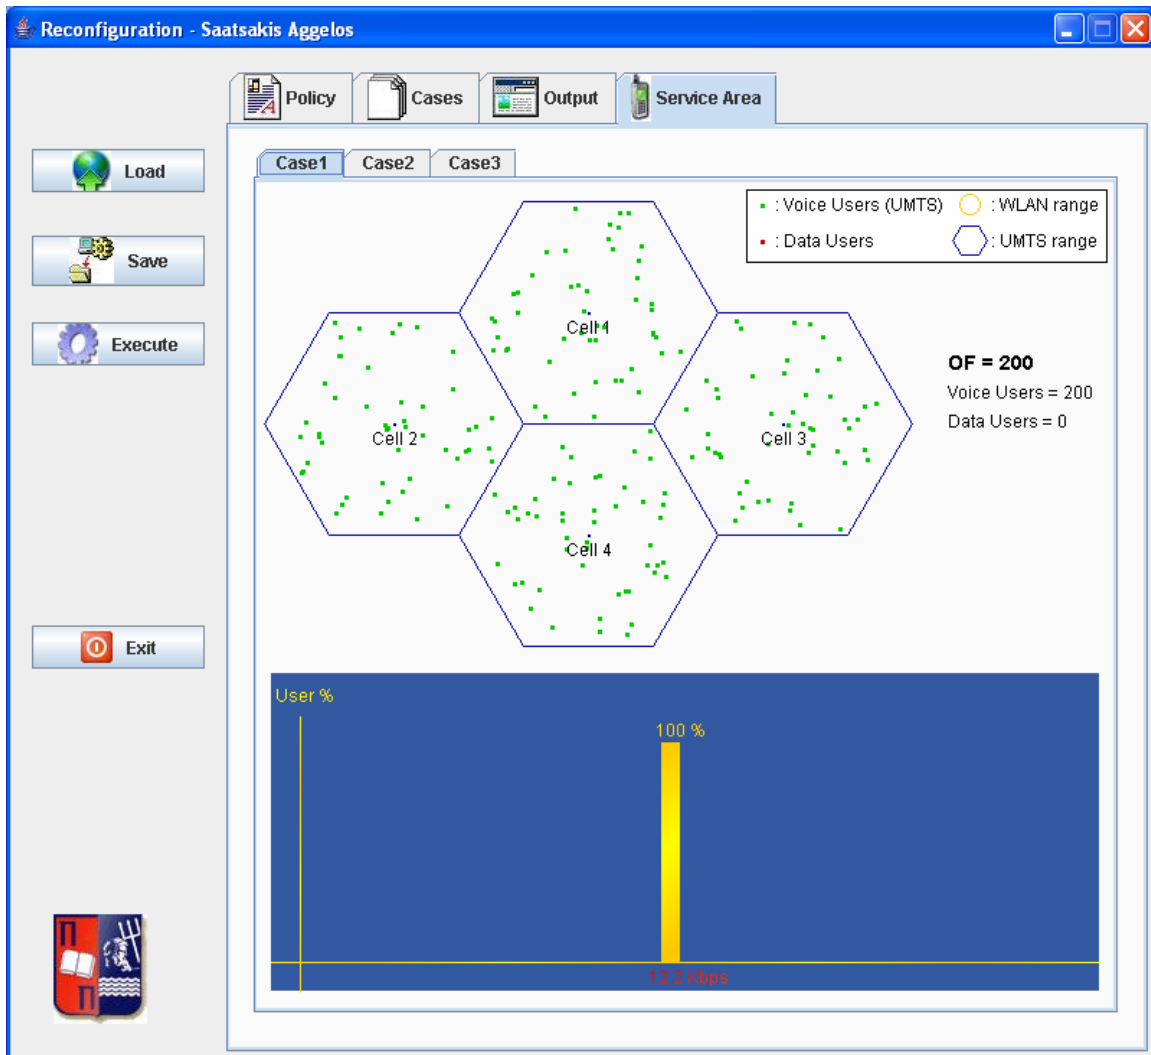 Reconfiguration - Saatsakis Aggelos
Policy
Cases
Output
Service Area
Load
Save
Execute
Exit
Case1
Case2
Case3
: Voice Users (UMTS)
: WLAN range
: Data Users
: UMTS range
Cell 1
Cell 2
Cell 3
Cell 4
OF = 200
Voice Users = 200
Data Users = 0
User %
100 %
12.2 Kbps
Π
Π